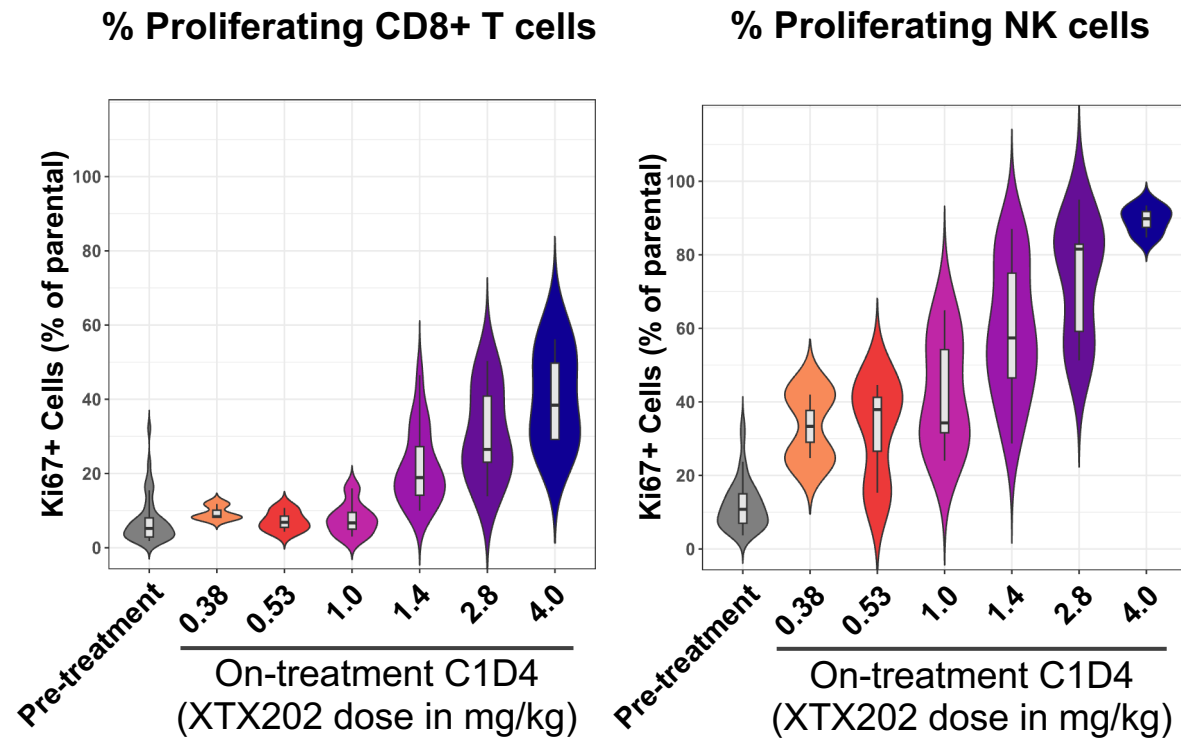 % Proliferating CD8+ T cells
Ki67+ Cells (% of parental)
100
80
60
40
20
0
Pre-treatment
0.38
0.53
1.0
1.4
2.8
4.0
On-treatment C1D4
(XTX202 dose in mg/kg)
% Proliferating NK cells
Ki67+ Cells (% of parental)
100
80
60
40
20
0
Pre-treatment
0.38
0.53
1.0
1.4
2.8
4.0
On-treatment C1D4
(XTX202 dose in mg/kg)